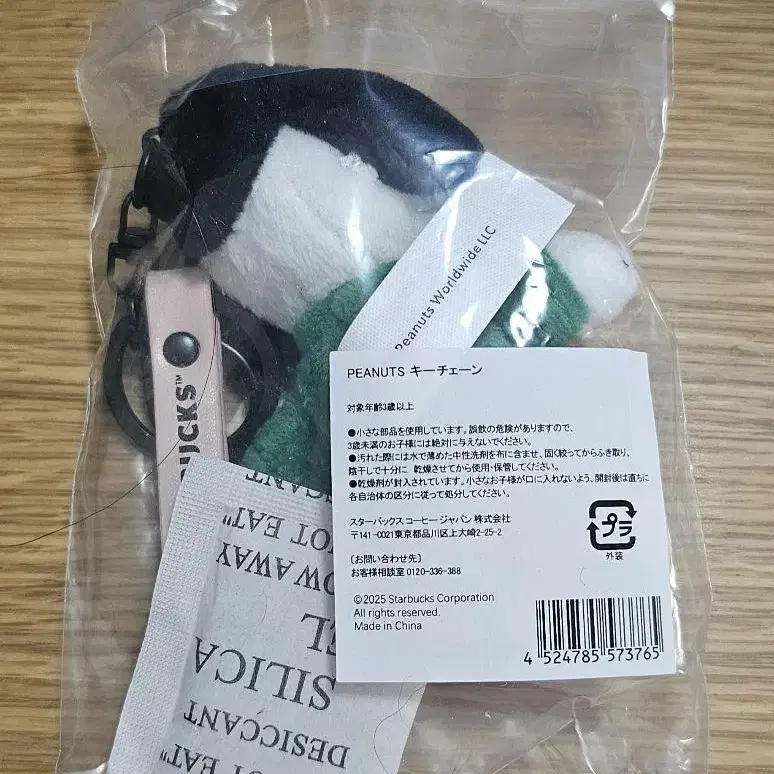 Peanuts Worldwide LLC
UCKS™
PEANUTS キーチェーン
対象年齢3歳以上
●小さな部品を使用しています。誤飲の危険がありますので、
3歳未満のお子様には絶対に与えないでください。
●汚れた際には水で薄めた中性洗剤を布に含ませ、固く絞ってからふき取り、
陰干しで十分に 乾燥させてから使用・保管してください。
●乾燥剤が封入されています。小さなお子様が口に入れないよう、開封後は直ちに
各自治体の区分に従って処分してください。
スターバックス コーヒー ジャパン 株式会社
〒141-0021東京都品川区上大崎2-25-2
〔お問い合わせ先〕
お客様相談室 0120-336-388
プラ
外装
©2025 Starbucks Corporation
All rights reserved.
Made in China
4 524785 573765
DESICCANT
OT EAT"
OW AWAY
GEL
SILICA
DESICCANT
OT EAT"